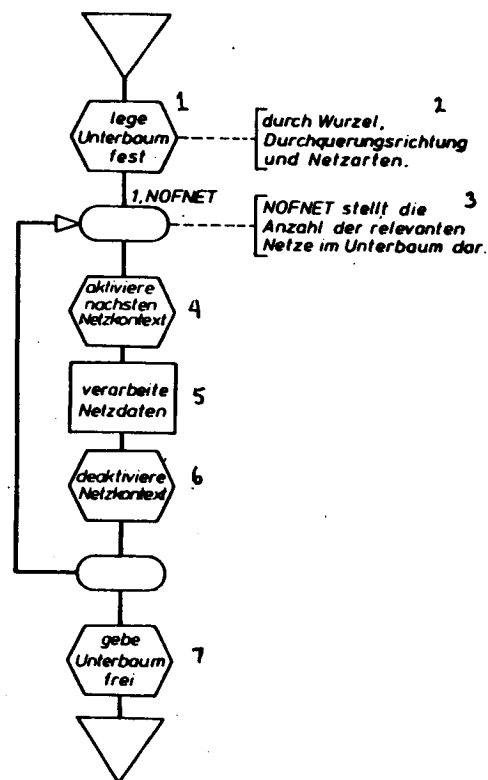 1
lege
Unterbaum
fest
2
durch Wurzel,
Durchquerungsrichtung
und Netzarten.
1, NOFNET
3
NOFNET stellt die
Anzahl der relevanten
Netze im Unterbaum dar.
aktiviere
nächsten
Netzkontext
4
verarbeite
Netzdaten
5
deaktiviere
Netzkontext
6
gebe
Unterbaum
frei
7